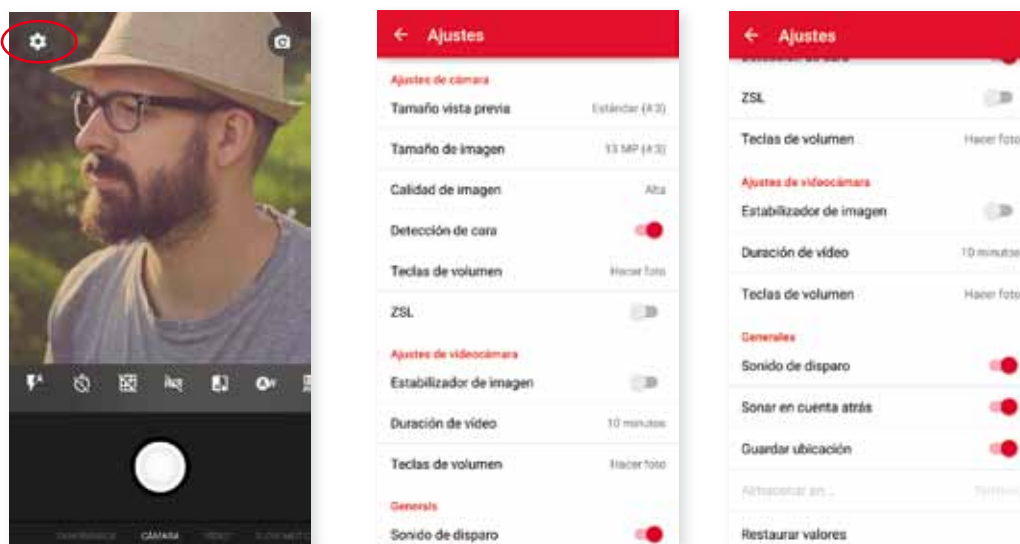 CÁMARA
Ajustes
Ajustes de cámara
Tamaño vista previa Estándar (4:3)
Tamaño de imagen 13 MP (4:3)
Calidad de imagen Alta
Detección de cara
Teclas de volumen Hacer foto
ZSL
Ajustes de videocámara
Estabilizador de imagen
Duración de vídeo 10 minutos
Teclas de volumen Hacer foto
Generals
Sonido de disparo
Ajustes
ZSL
Teclas de volumen Hacer foto
Ajustes de videocámara
Estabilizador de imagen
Duración de vídeo 10 minutos
Teclas de volumen Hacer foto
Generales
Sonido de disparo
Sonar en cuenta atrás
Guardar ubicación
Almacenar en...
Restaurar valores